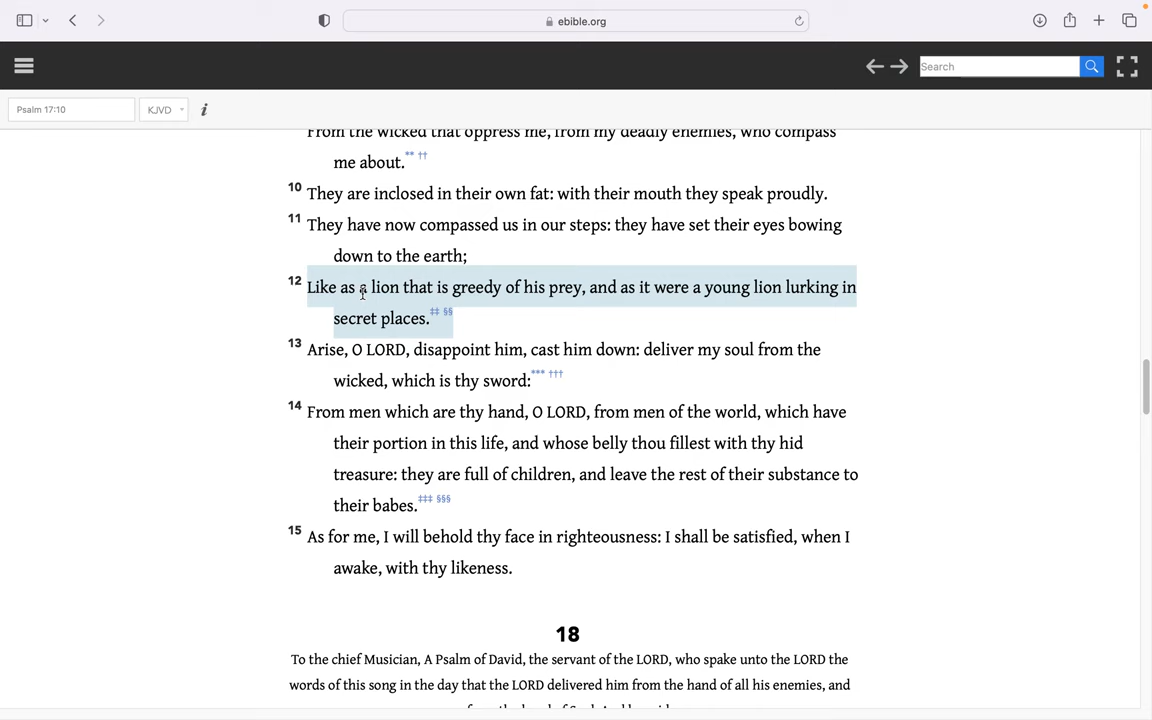 ebible.org
Search
Psalm 17:10
KJVD
i
From the wicked that oppress me, from my deadly enemies, who compass
me about.** ††
10 They are inclosed in their own fat: with their mouth they speak proudly.
11 They have now compassed us in our steps: they have set their eyes bowing
down to the earth;
12 Like as a lion that is greedy of his prey, and as it were a young lion lurking in
secret places.‡‡ §§
13 Arise, O LORD, disappoint him, cast him down: deliver my soul from the
wicked, which is thy sword:*** †††
14 From men which are thy hand, O LORD, from men of the world, which have
their portion in this life, and whose belly thou fillest with thy hid
treasure: they are full of children, and leave the rest of their substance to
their babes.‡‡‡ §§§
15 As for me, I will behold thy face in righteousness: I shall be satisfied, when I
awake, with thy likeness.
18
To the chief Musician, A Psalm of David, the servant of the LORD, who spake unto the LORD the
words of this song in the day that the LORD delivered him from the hand of all his enemies, and